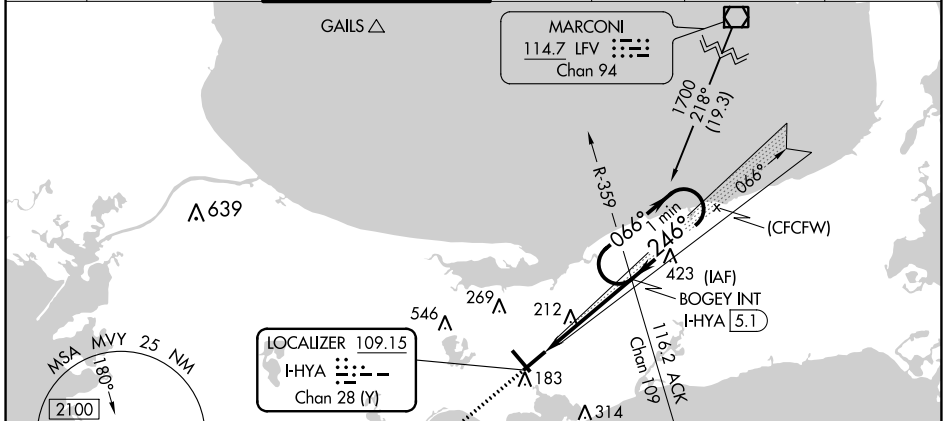 GAILS
MARCONI
114.7 LFV
Chan 94
1700
218°
(19.3)
R-359
066°
066°
1 min
246°
(CFCFW)
639
423
(IAF)
BOGEY INT
I-HYA 5.1
269
212
546
116.2 ACK
Chan 109
LOCALIZER 109.15
I-HYA
Chan 28 (Y)
183
314
MSA MVY 25 NM
180°
2100